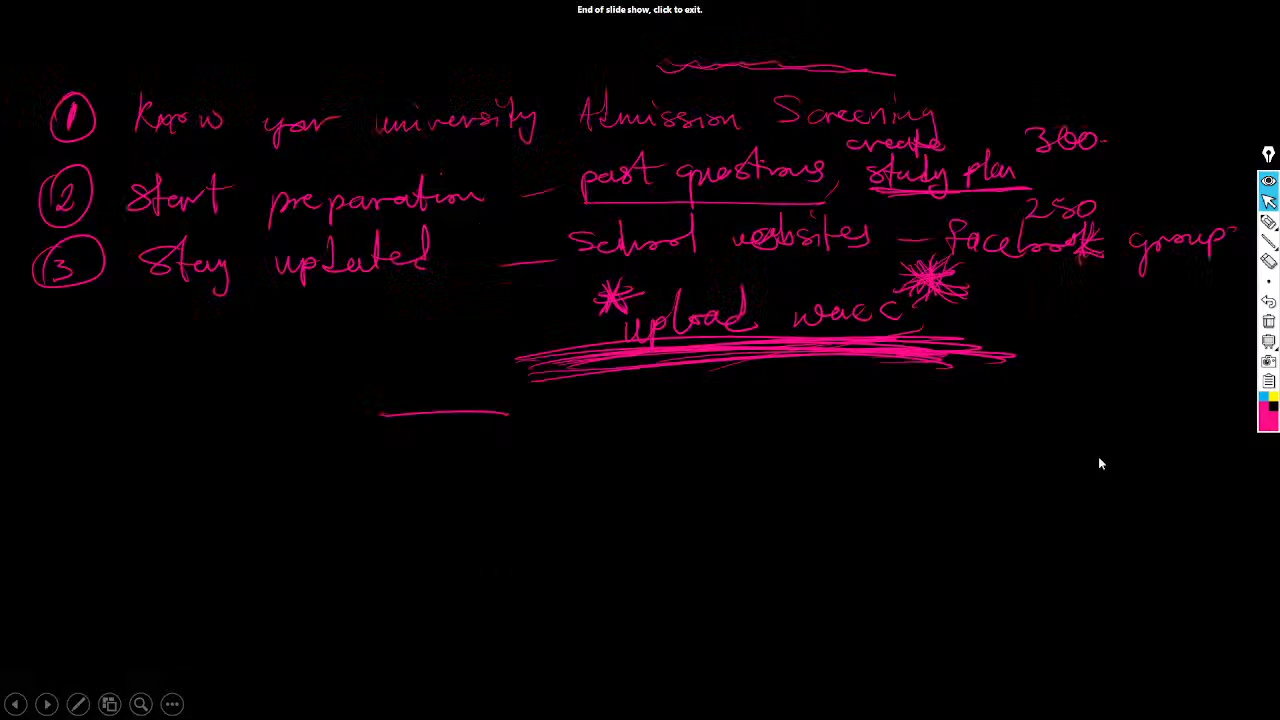 End of slide show, click to exit.
1 Know your university Admission Screening
create 300
2 Start preparation - past questions, study plan
250
3 Stay updated - School websites - facebook group
* upload waec *